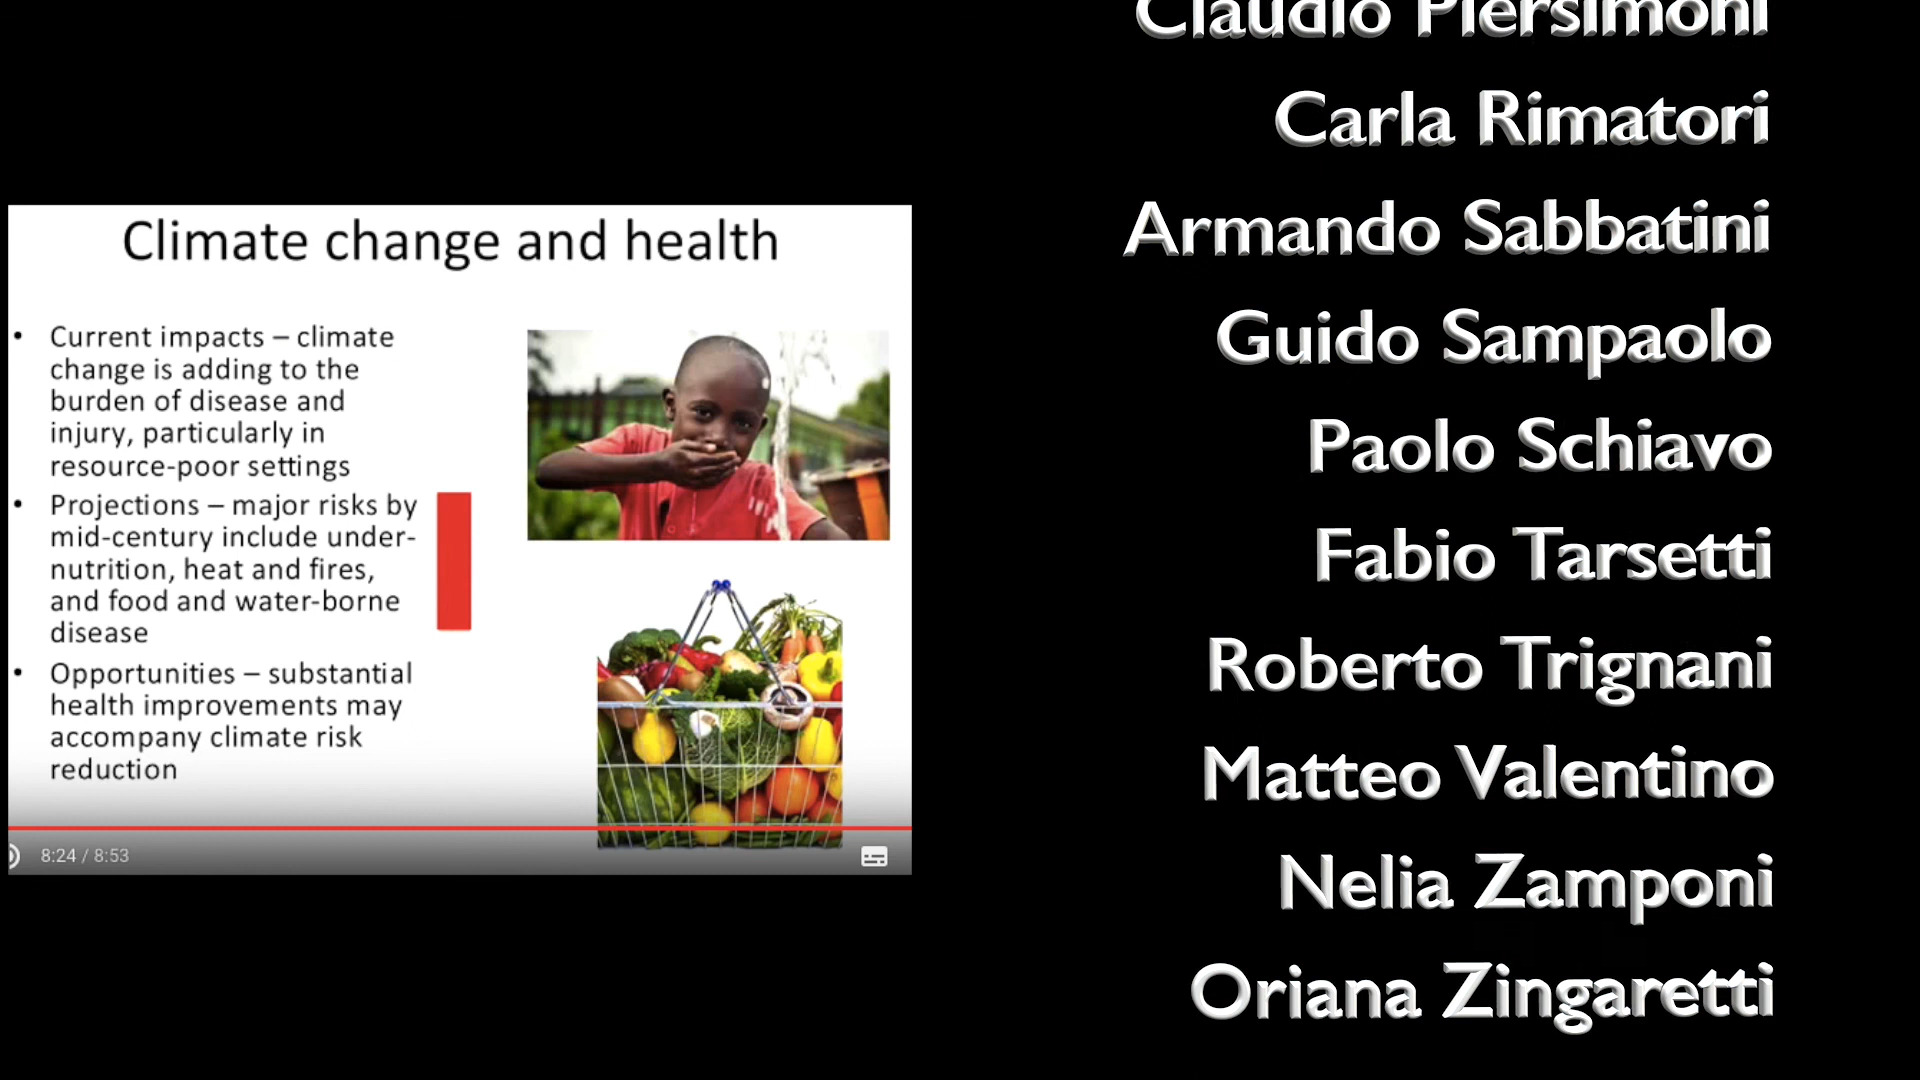 Climate change and health
• Current impacts – climate
change is adding to the
burden of disease and
injury, particularly in
resource-poor settings
• Projections – major risks by
mid-century include under-
nutrition, heat and fires,
and food and water-borne
disease
• Opportunities – substantial
health improvements may
accompany climate risk
reduction
8:24 / 8:53
Claudio Piersimoni
Carla Rimatori
Armando Sabbatini
Guido Sampaolo
Paolo Schiavo
Fabio Tarsetti
Roberto Trignani
Matteo Valentino
Nelia Zamponi
Oriana Zingaretti